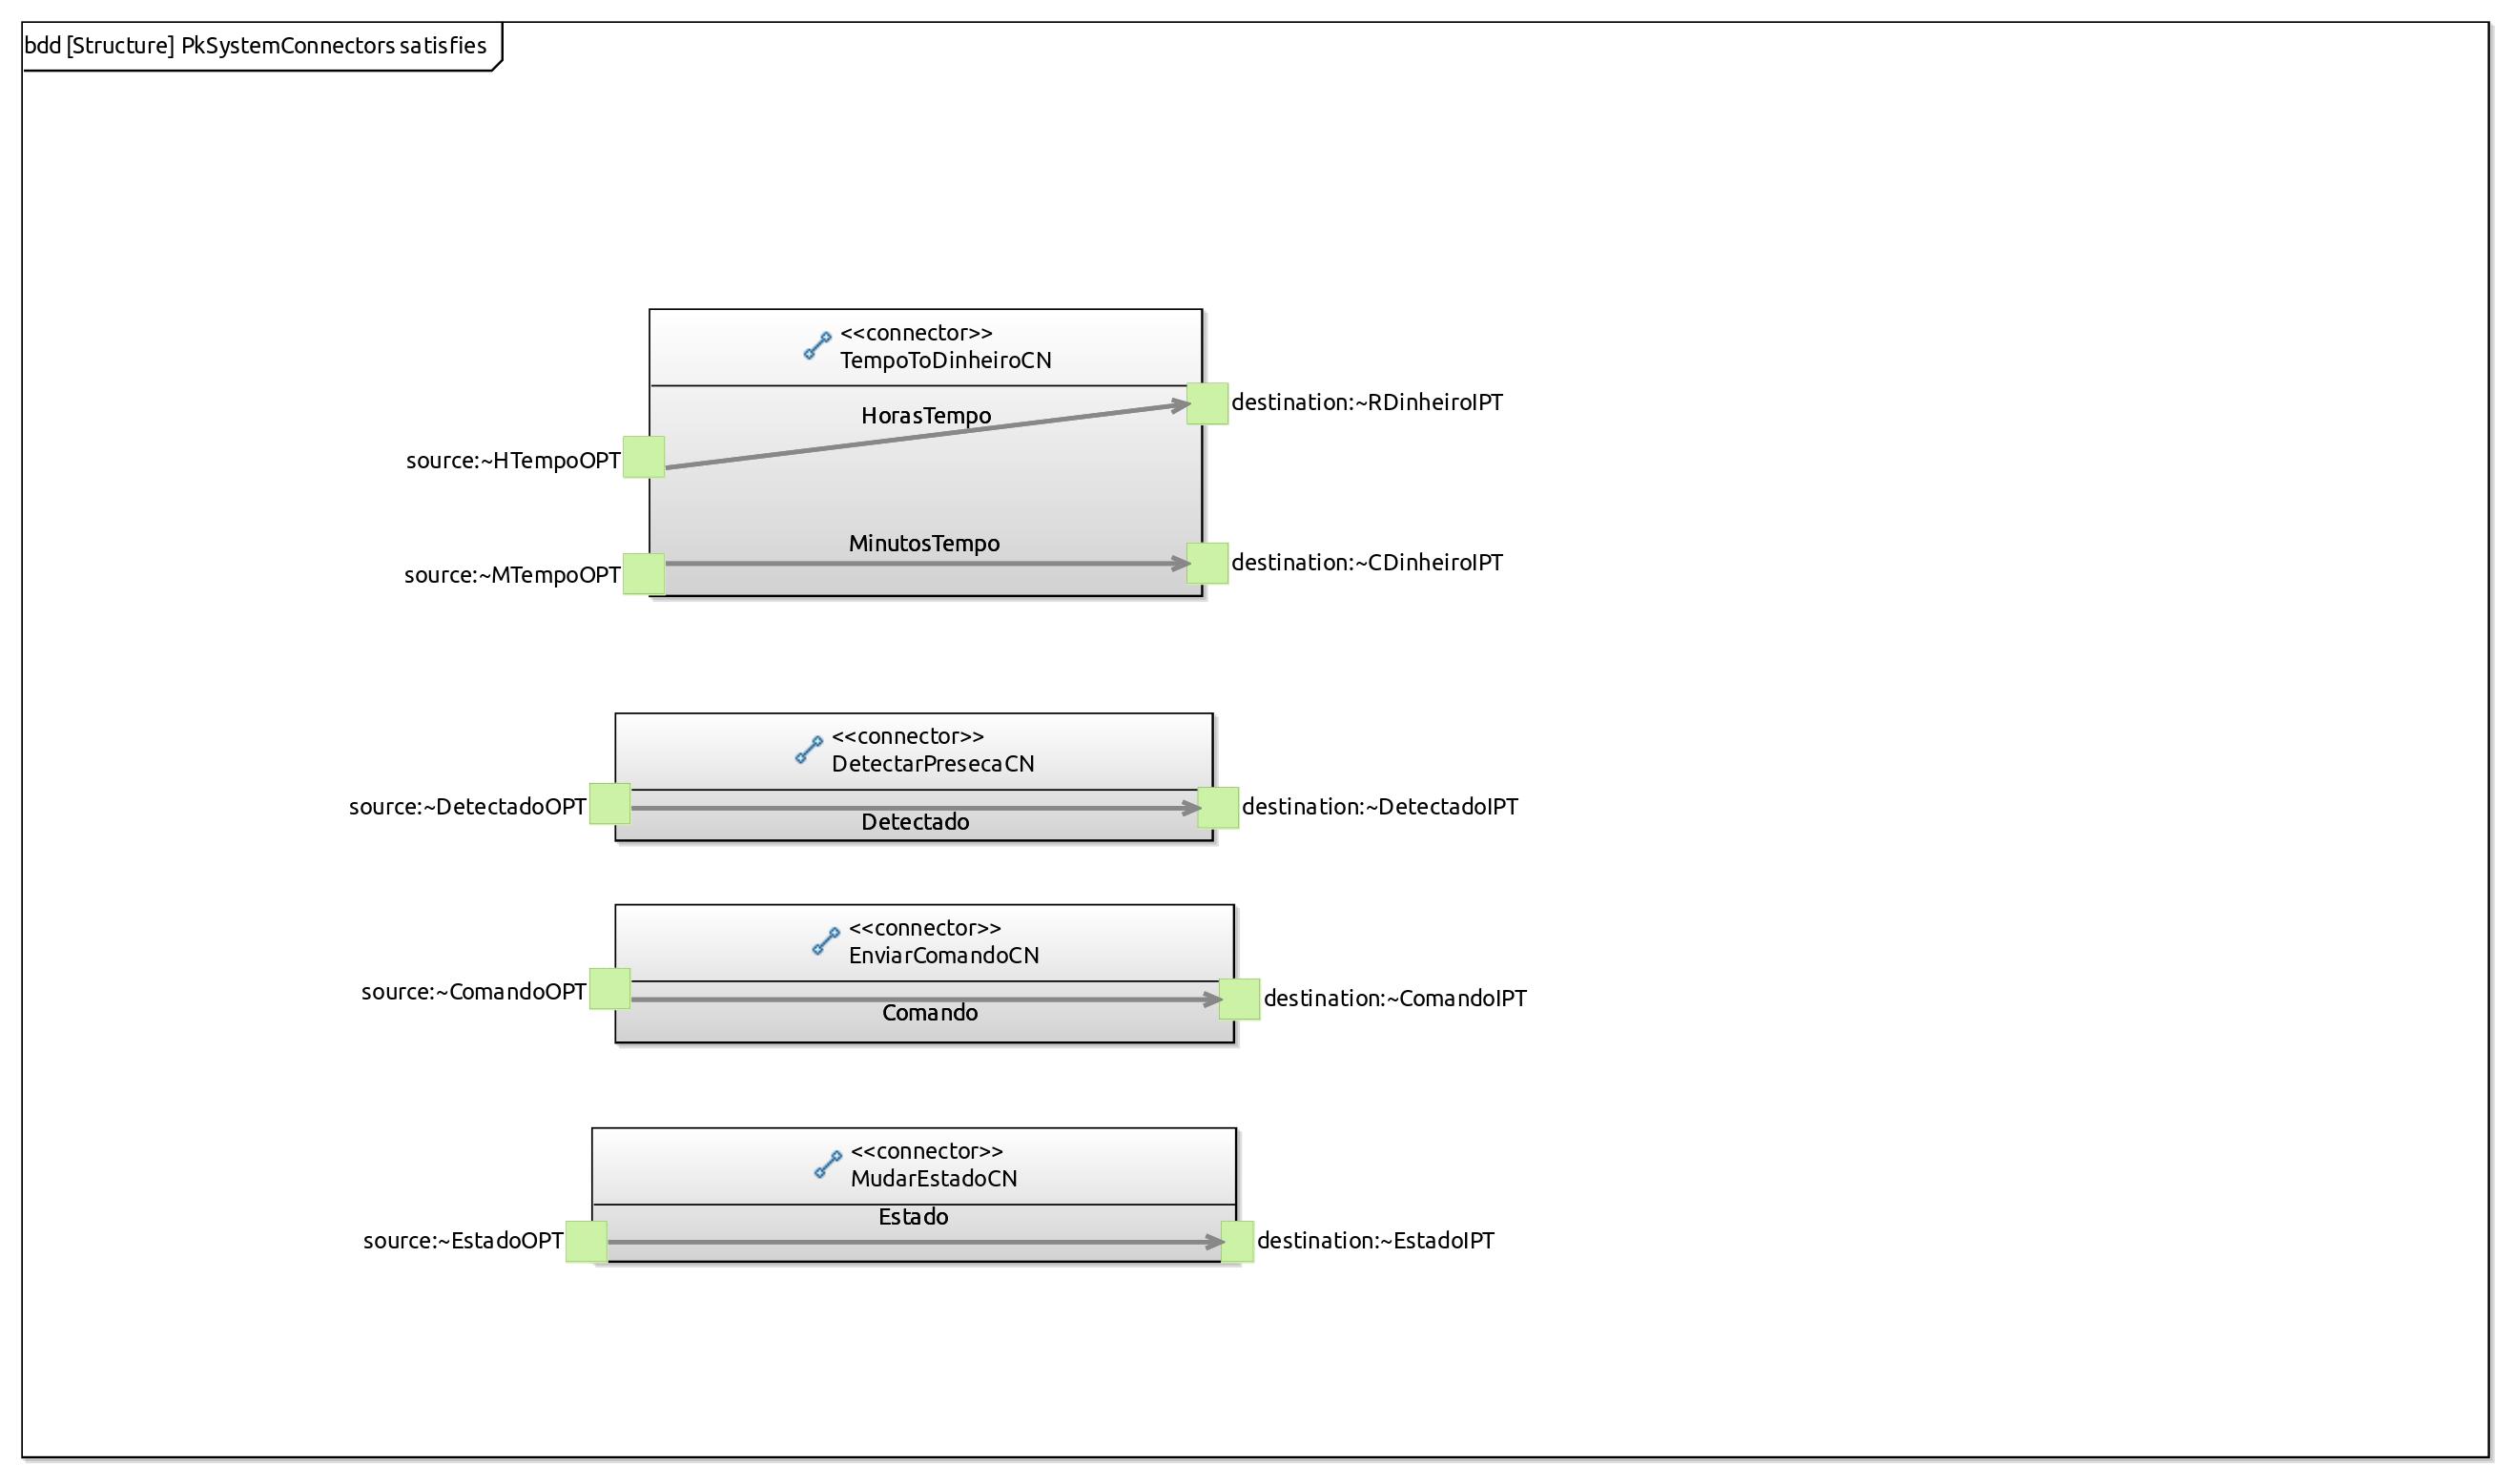 bdd [Structure] PkSystemConnectors satisfies
<<connector>>
TempoToDinheiroCN
HorasTempo
destination:~RDinheiroIPT
source:~HTempoOPT
MinutosTempo
destination:~CDinheiroIPT
source:~MTempoOPT
<<connector>>
DetectarPresecaCN
source:~DetectadoOPT
destination:~DetectadoIPT
Detectado
<<connector>>
EnviarComandoCN
source:~ComandoOPT
destination:~ComandoIPT
Comando
<<connector>>
MudarEstadoCN
Estado
source:~EstadoOPT
destination:~EstadoIPT